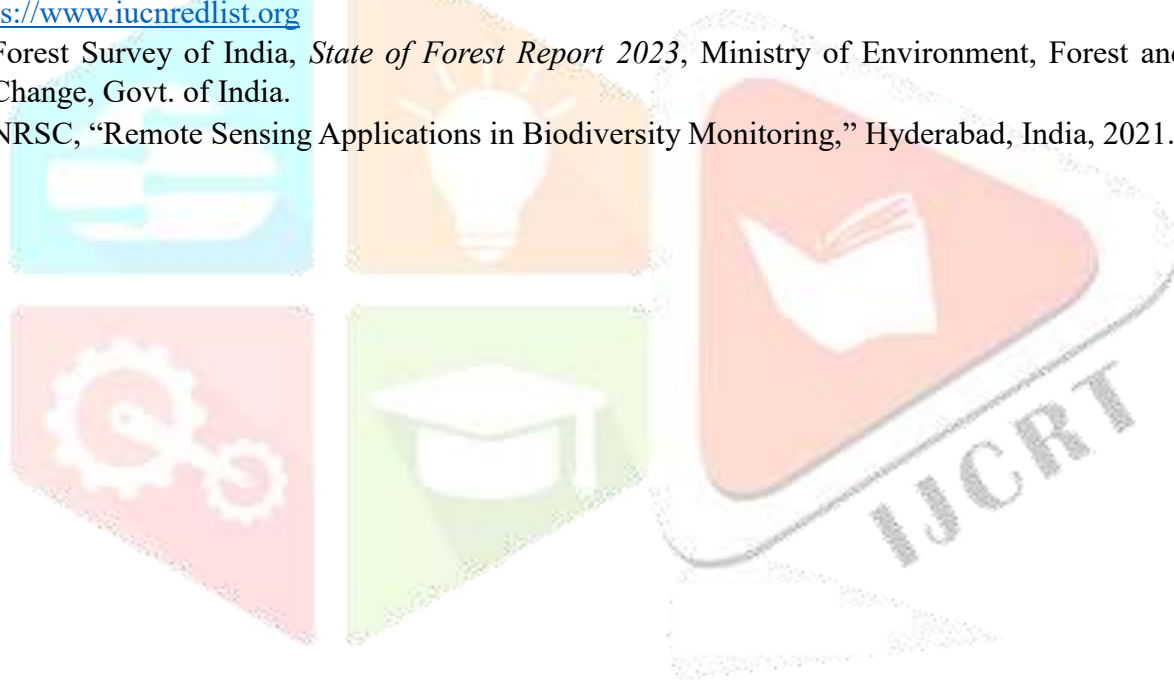 s://www.iucnredlist.org
Forest Survey of India, State of Forest Report 2023, Ministry of Environment, Forest and
Change, Govt. of India.
NRSC, “Remote Sensing Applications in Biodiversity Monitoring,” Hyderabad, India, 2021.
IJCRT